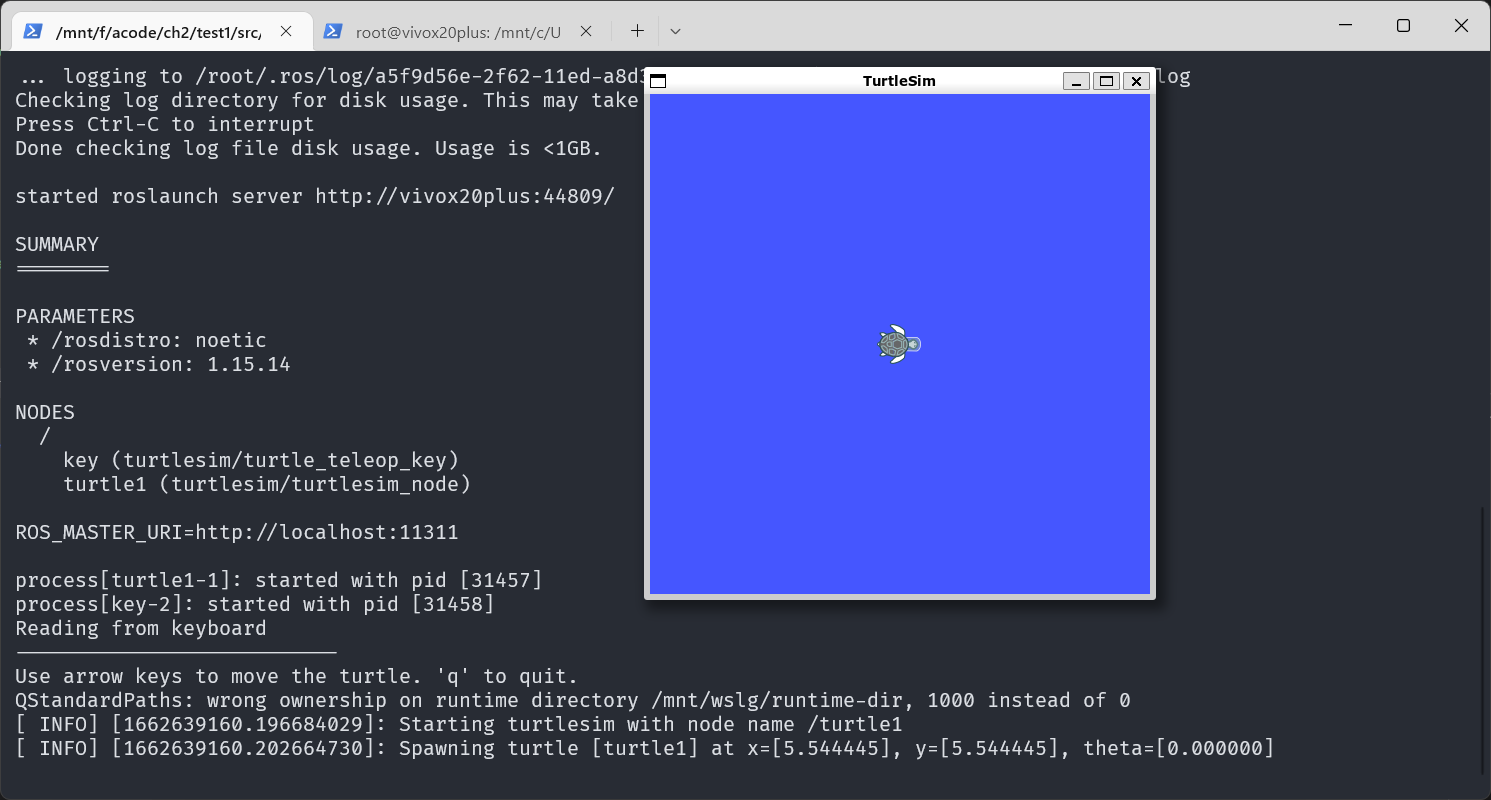 /mnt/f/acode/ch2/test1/src/
root@vivox20plus: /mnt/c/U
... logging to /root/.ros/log/a5f9d56e-2f62-11ed-a8d log
TurtleSim
Checking log directory for disk usage. This may take
Press Ctrl-C to interrupt
Done checking log file disk usage. Usage is <1GB.
started roslaunch server http://vivox20plus:44809/
SUMMARY
========
PARAMETERS
* /rosdistro: noetic
* /rosversion: 1.15.14
NODES
/
key (turtlesim/turtle_teleop_key)
turtle1 (turtlesim/turtlesim_node)
ROS_MASTER_URI=http://localhost:11311
process[turtle1-1]: started with pid [31457]
process[key-2]: started with pid [31458]
Reading from keyboard
---------------------------
Use arrow keys to move the turtle. 'q' to quit.
QStandardPaths: wrong ownership on runtime directory /mnt/wslg/runtime-dir, 1000 instead of 0
[ INFO] [1662639160.196684029]: Starting turtlesim with node name /turtle1
[ INFO] [1662639160.202664730]: Spawning turtle [turtle1] at x=[5.544445], y=[5.544445], theta=[0.000000]